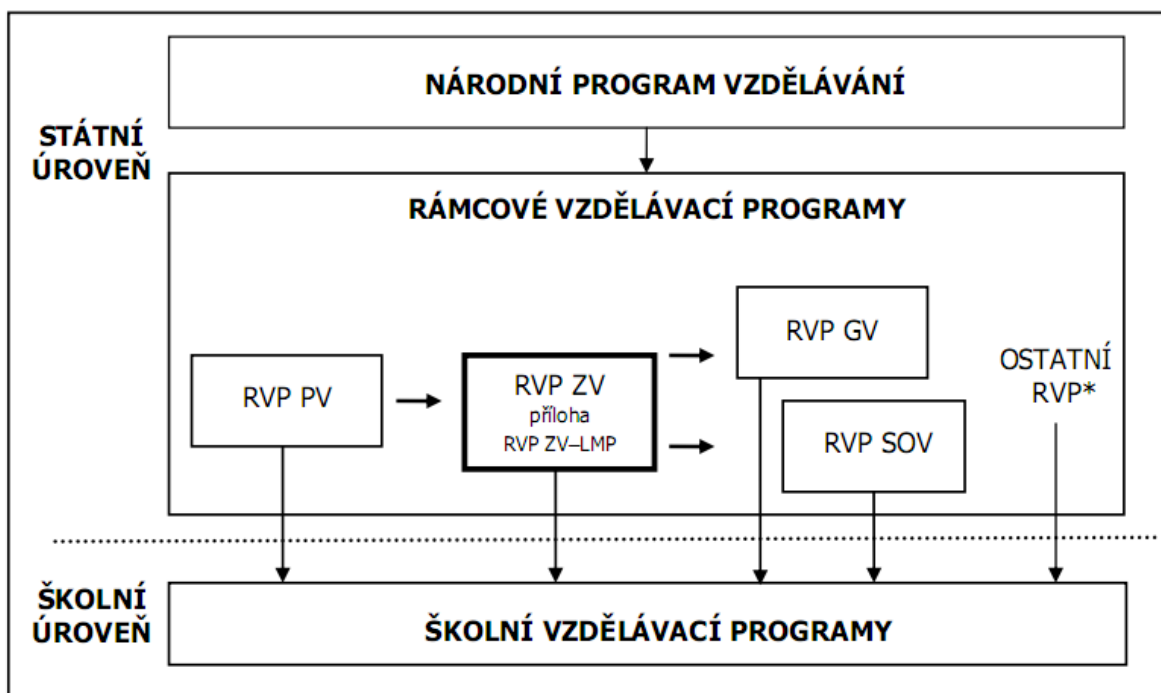 NÁRODNÍ PROGRAM VZDĚLÁVÁNÍ
STÁTNÍ
ÚROVEŇ
RÁMCOVÉ VZDĚLÁVACÍ PROGRAMY
RVP PV
RVP ZV
příloha
RVP ZV–LMP
RVP GV
RVP SOV
OSTATNÍ
RVP*
ŠKOLNÍ
ÚROVEŇ
ŠKOLNÍ VZDĚLÁVACÍ PROGRAMY